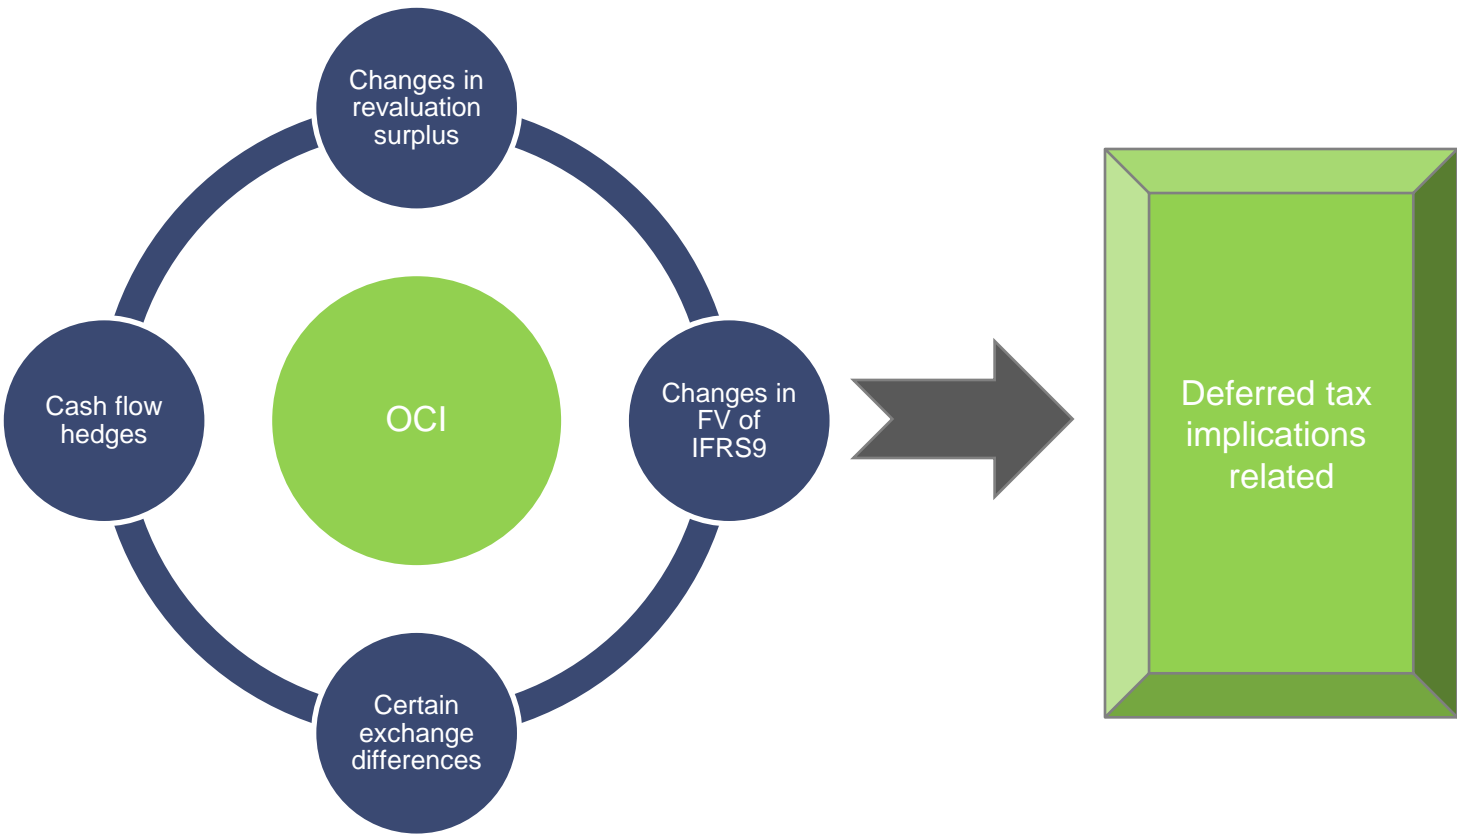 Changes in
revaluation
surplus
Cash flow
hedges
OCI
Changes in
FV of
IFRS9
Certain
exchange
differences
Deferred tax
implications
related